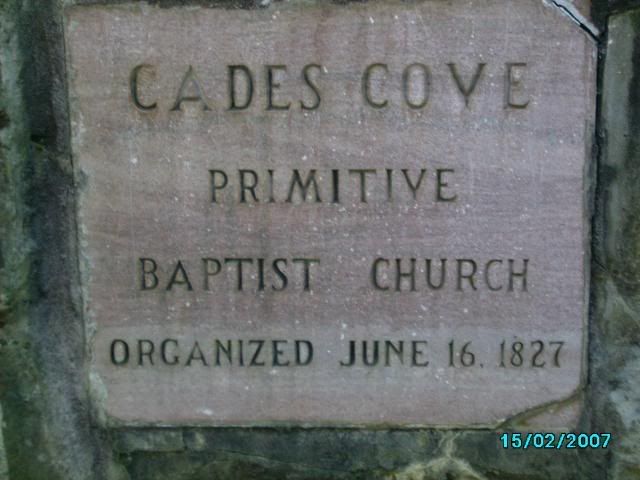 CADES COVE
PRIMITIVE
BAPTIST CHURCH
ORGANIZED JUNE 16, 1827
15/02/2007